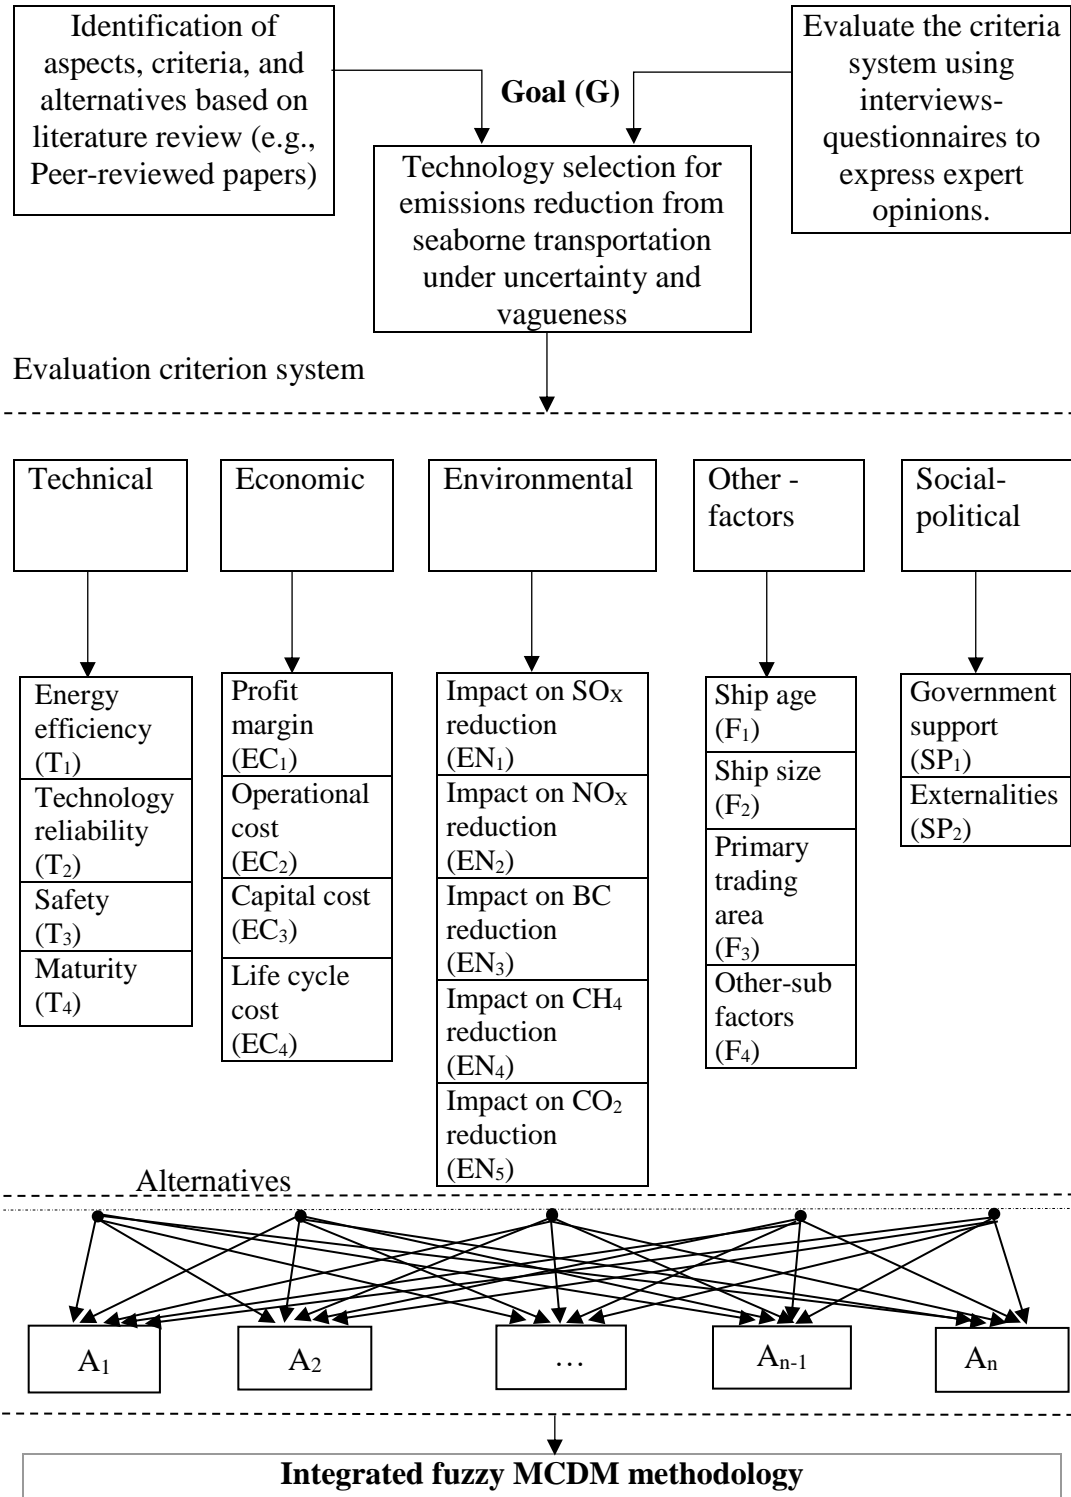 Identification of
aspects, criteria, and
alternatives based on
literature review (e.g.,
Peer-reviewed papers)
Goal (G)
Evaluate the criteria
system using
interviews-
questionnaires to
express expert
opinions.
Technology selection for
emissions reduction from
seaborne transportation
under uncertainty and
vagueness
Evaluation criterion system
Technical
Economic
Environmental
Other -
factors
Social-
political
Energy
efficiency
(T₁)
Technology
reliability
(T₂)
Safety
(T₃)
Maturity
(T₄)
Profit
margin
(EC₁)
Operational
cost
(EC₂)
Capital cost
(EC₃)
Life cycle
cost
(EC₄)
Impact on SOX
reduction
(EN₁)
Impact on NOX
reduction
(EN₂)
Impact on BC
reduction
(EN₃)
Impact on CH₄
reduction
(EN₄)
Impact on CO₂
reduction
(EN₅)
Ship age
(F₁)
Ship size
(F₂)
Primary
trading
area
(F₃)
Other-sub
factors
(F₄)
Government
support
(SP₁)
Externalities
(SP₂)
Alternatives
A₁
A₂
…
Aₙ₋₁
Aₙ
Integrated fuzzy MCDM methodology